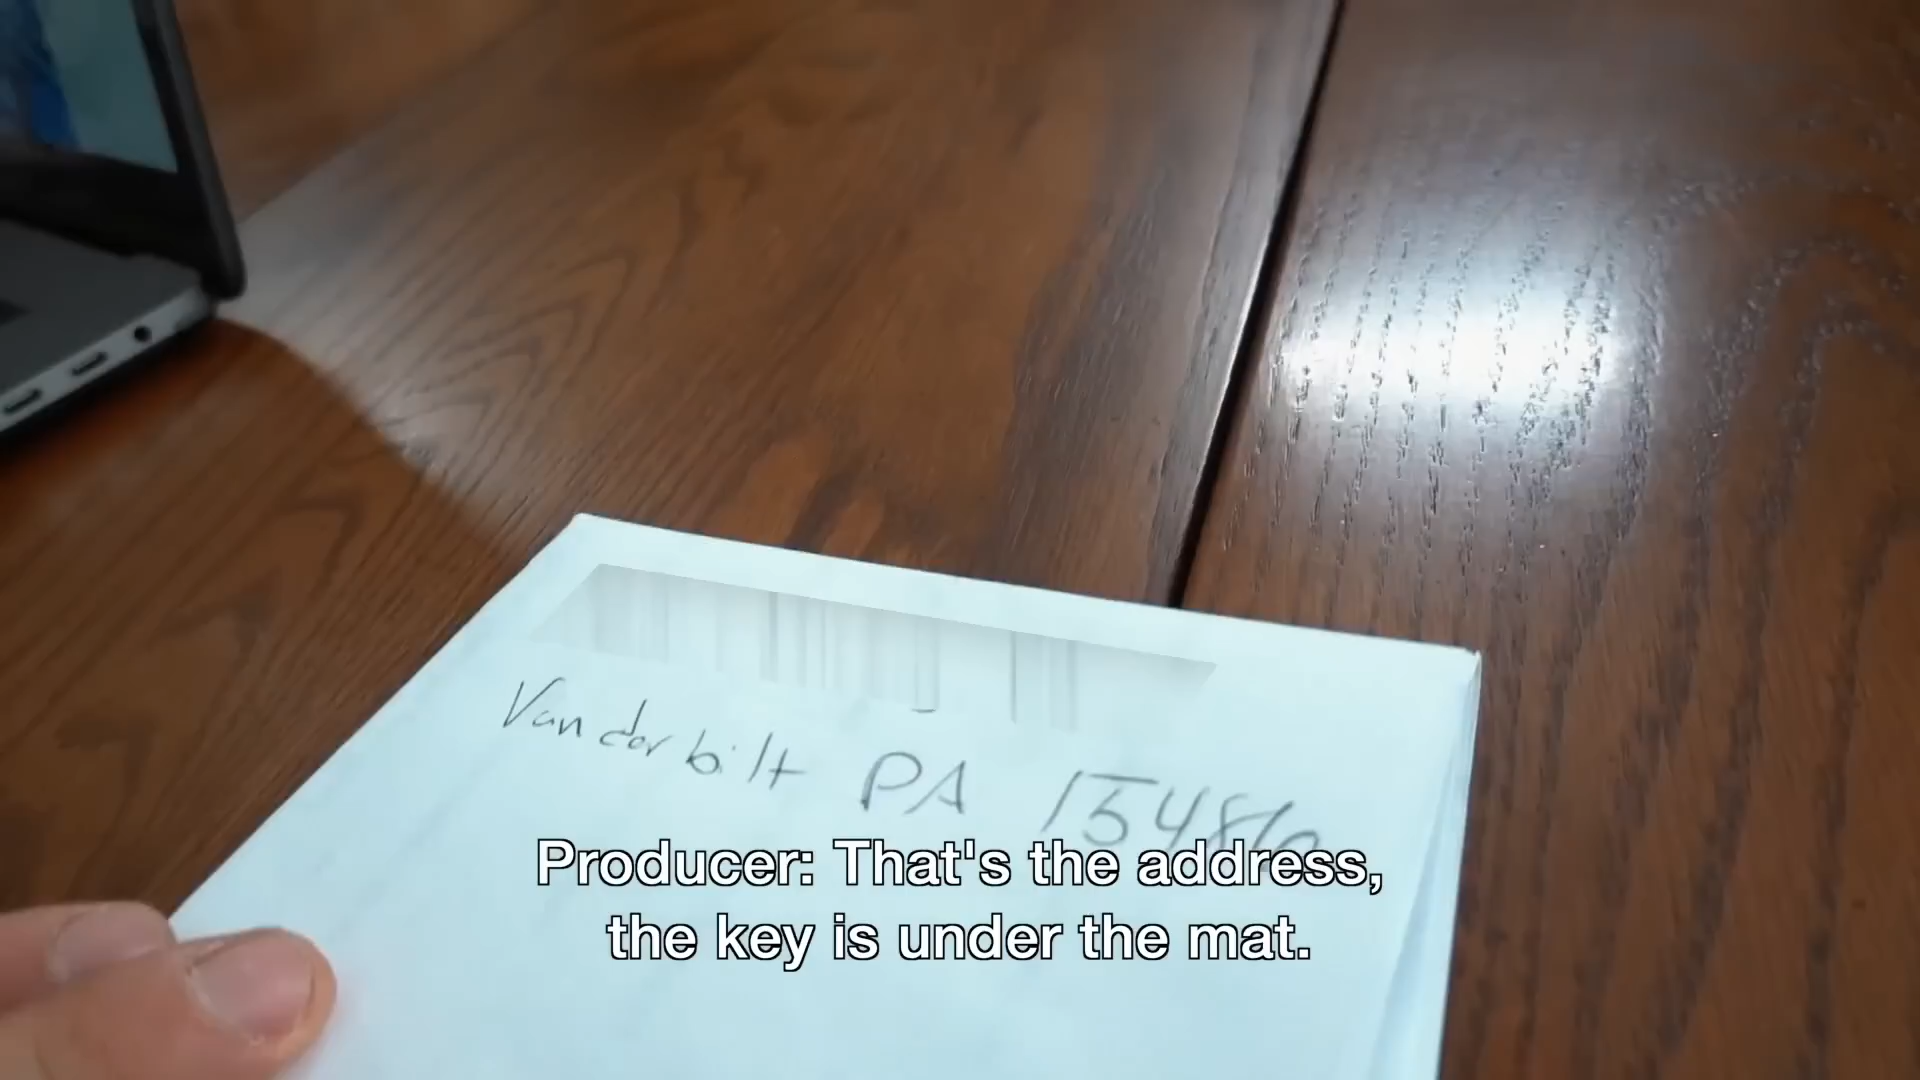 Vanderbilt PA 15486
Producer: That's the address,
the key is under the mat.